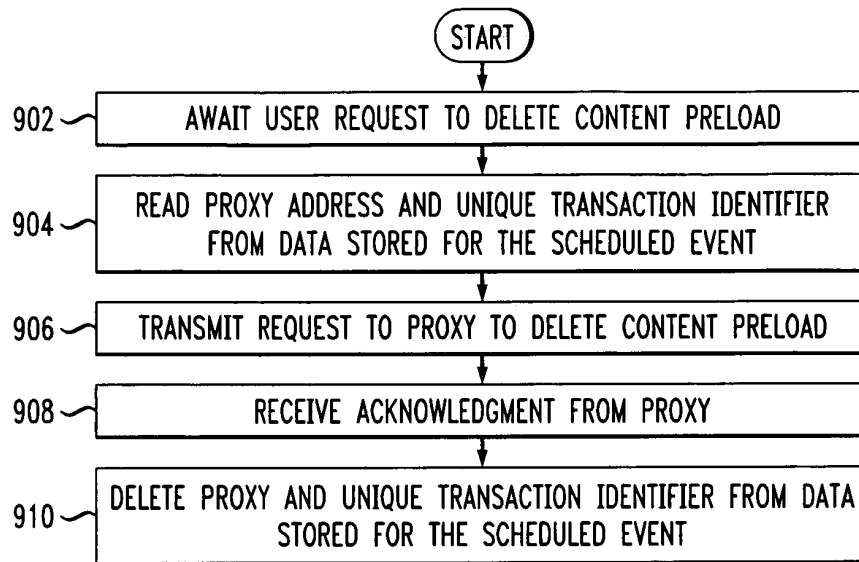 START
902 AWAIT USER REQUEST TO DELETE CONTENT PRELOAD
904 READ PROXY ADDRESS AND UNIQUE TRANSACTION IDENTIFIER
FROM DATA STORED FOR THE SCHEDULED EVENT
906 TRANSMIT REQUEST TO PROXY TO DELETE CONTENT PRELOAD
908 RECEIVE ACKNOWLEDGMENT FROM PROXY
910 DELETE PROXY AND UNIQUE TRANSACTION IDENTIFIER FROM DATA
STORED FOR THE SCHEDULED EVENT